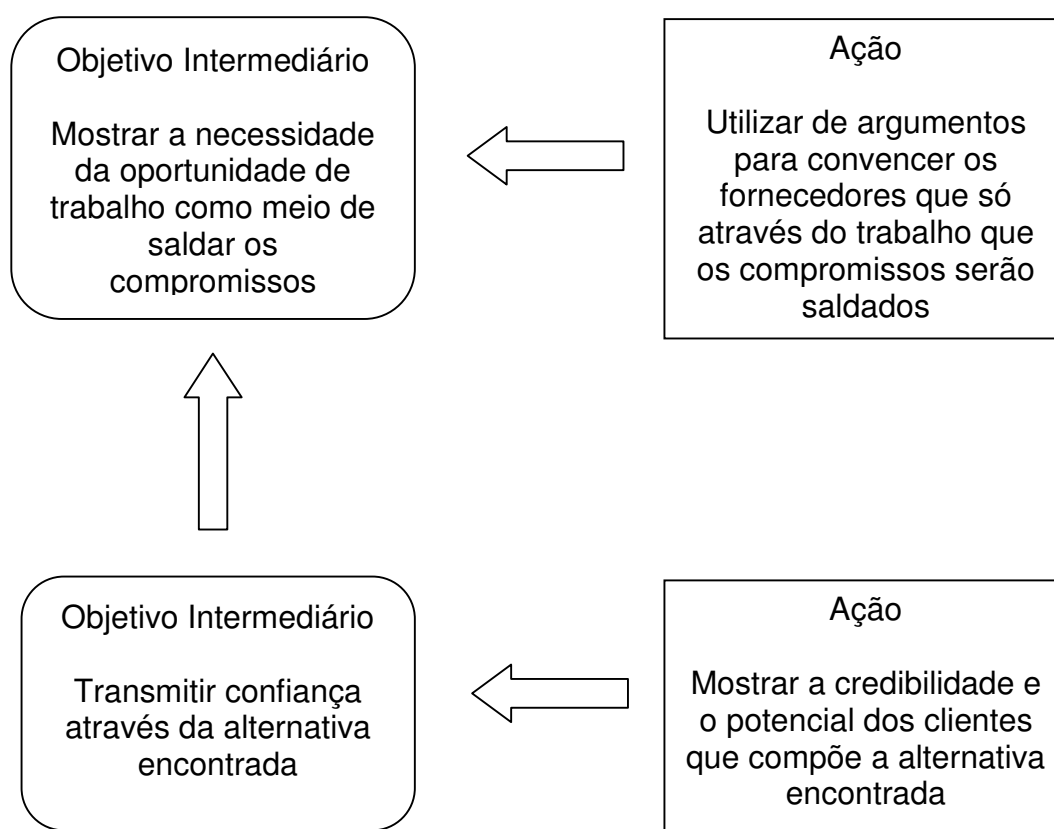 Objetivo Intermediário
Mostrar a necessidade
da oportunidade de
trabalho como meio de
saldar os
compromissos
Ação
Utilizar de argumentos
para convencer os
fornecedores que só
através do trabalho que
os compromissos serão
saldados
Objetivo Intermediário
Transmitir confiança
através da alternativa
encontrada
Ação
Mostrar a credibilidade e
o potencial dos clientes
que compõe a alternativa
encontrada